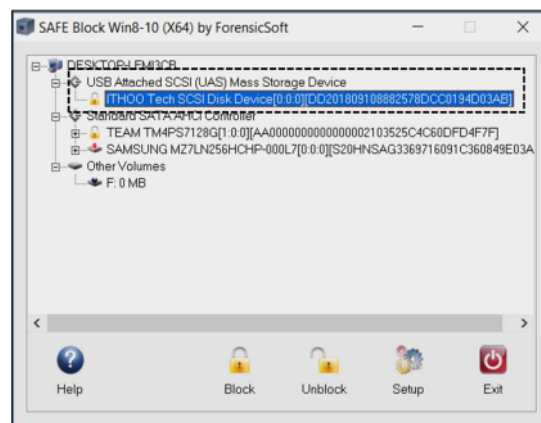 SAFE Block Win8-10 (X64) by ForensicSoft
DESKTOP-LFMI3CB
USB Attached SCSI (UAS) Mass Storage Device
ITHOO Tech SCSI Disk Device[0:0:0][DD201809108882578DCC0194D03AB]
Standard SATA AHCI Controller
TEAM TM4PS7128G[1:0:0][AA000000000000002103525C4C60DFD4F7F]
SAMSUNG MZ7LN256HCHP-000L7[0:0:0][S20HNSAG3369716091C360849E03A
Other Volumes
F: 0 MB
Help
Block
Unblock
Setup
Exit